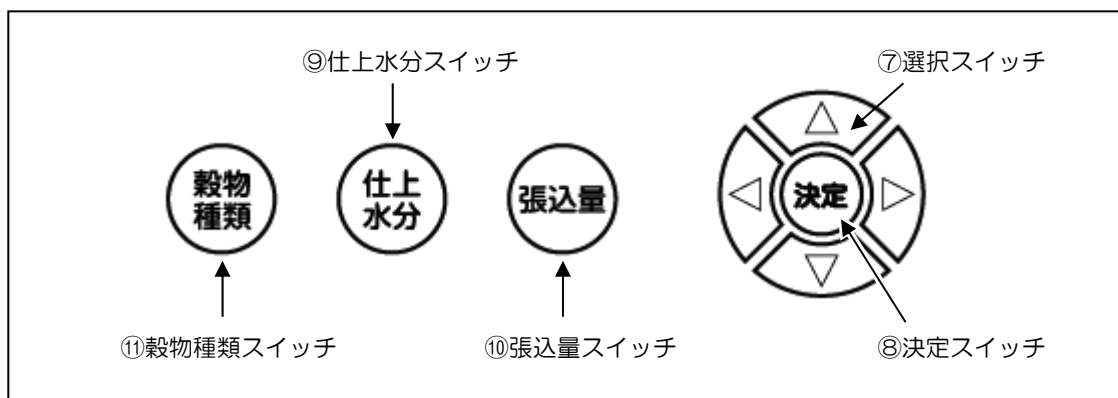 ⑨仕上水分スイッチ
⑦選択スイッチ
穀物
種類
仕上
水分
張込量
決定
⑪穀物種類スイッチ
⑩張込量スイッチ
⑧決定スイッチ